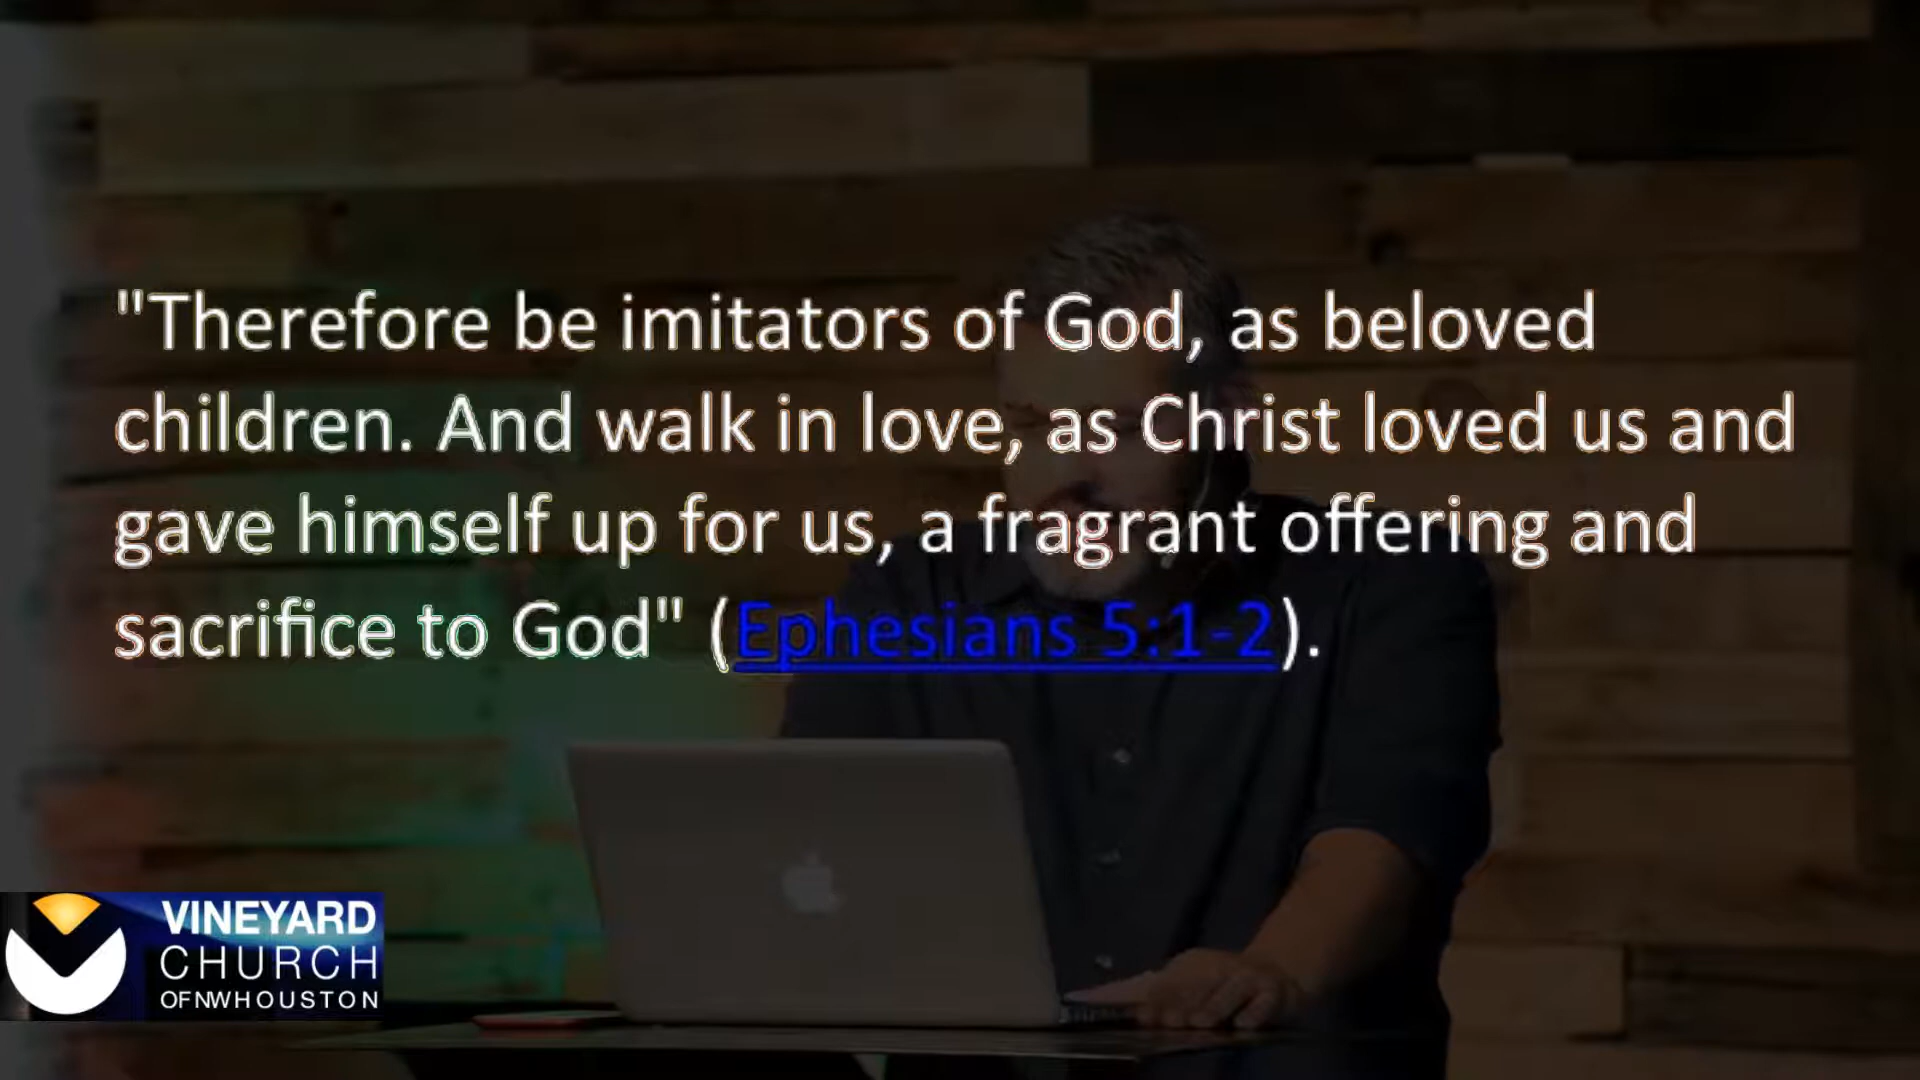 "Therefore be imitators of God, as beloved
children. And walk in love, as Christ loved us and
gave himself up for us, a fragrant offering and
sacrifice to God" (Ephesians 5:1-2).
VINEYARD
CHURCH
OFNWHOUSTON